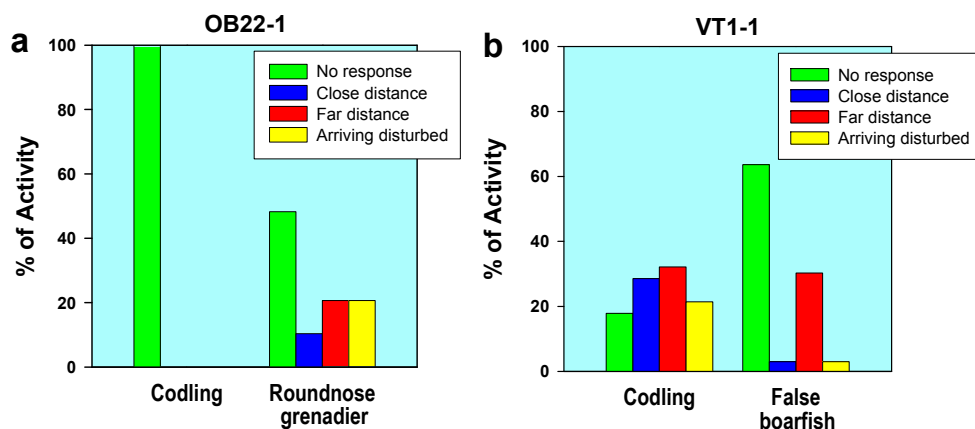 OB22-1
a
% of Activity
100
80
60
40
20
0
No response
Close distance
Far distance
Arriving disturbed
Codling
Roundnose
grenadier
VT1-1
b
% of Activity
100
80
60
40
20
0
No response
Close distance
Far distance
Arriving disturbed
Codling
False
boarfish